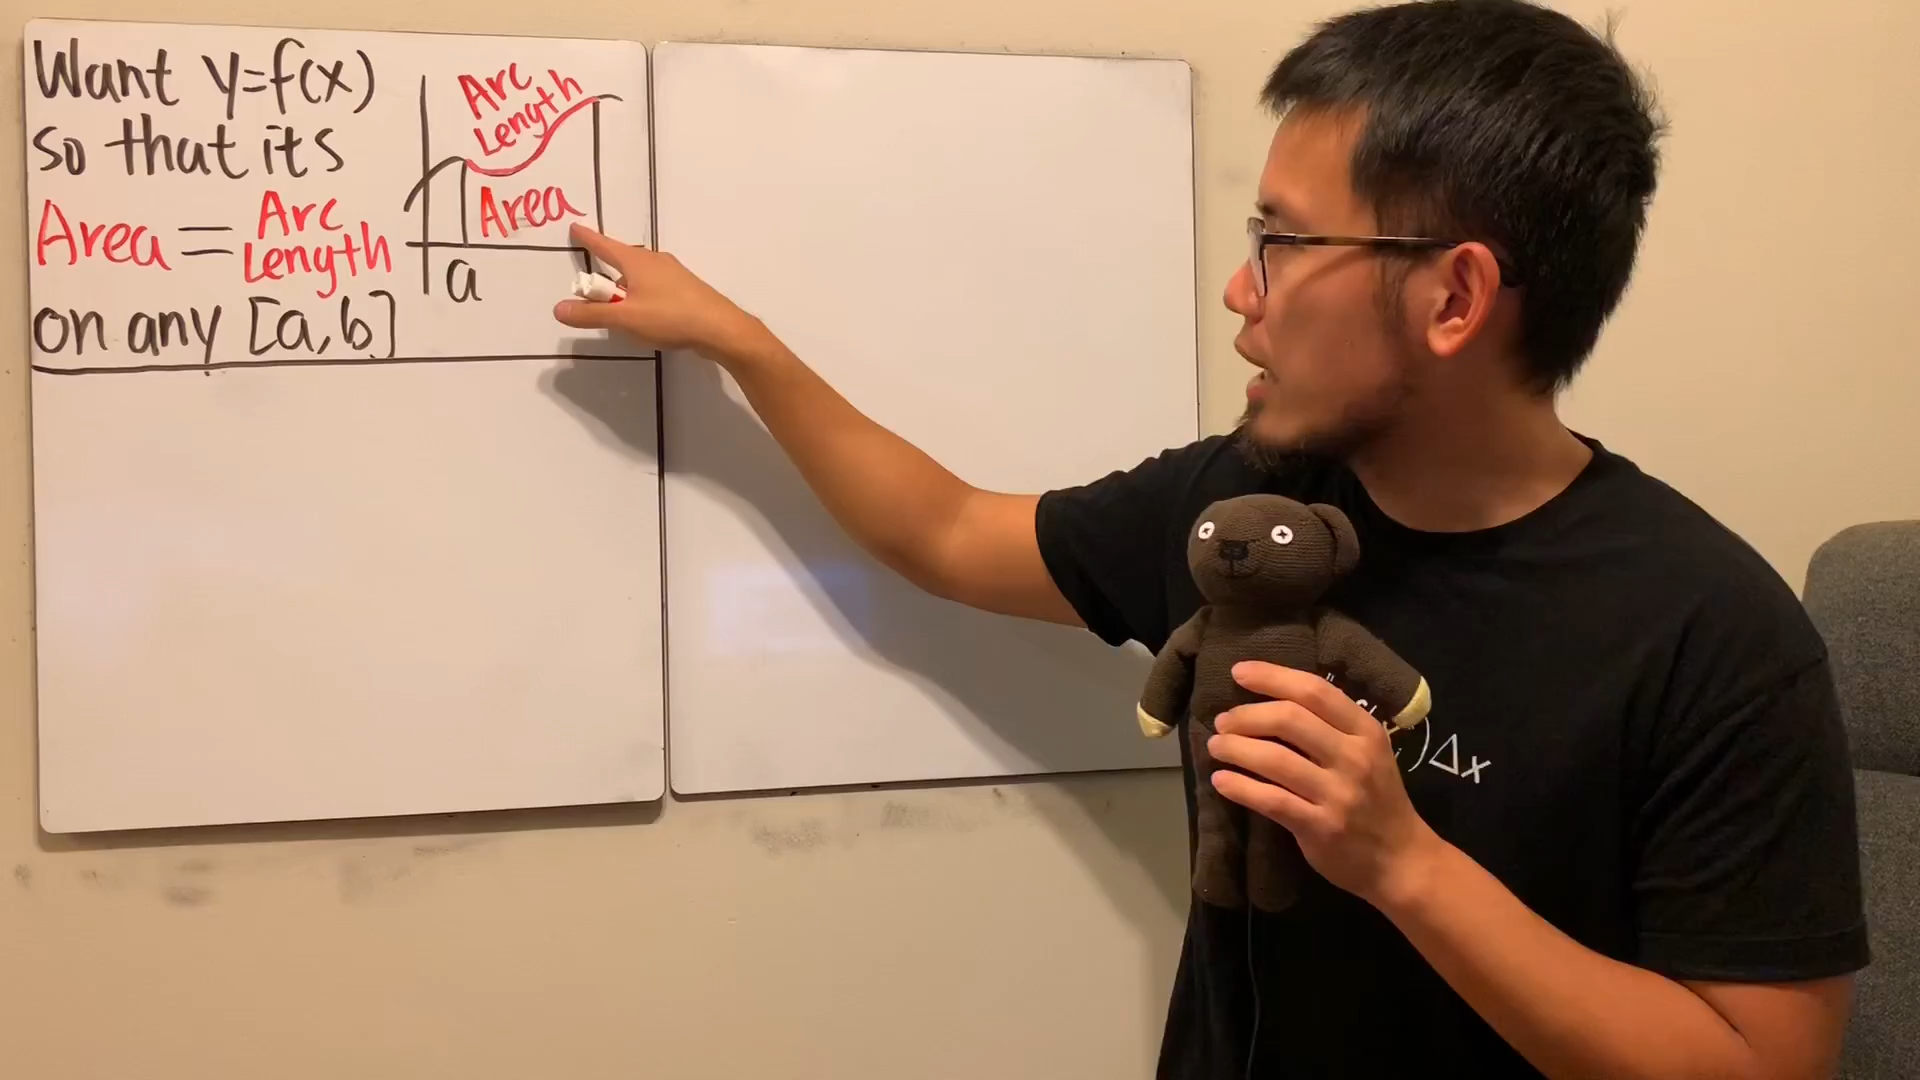 Want y=f(x)
so that its
Area = Arc Length
on any [a,b]
Arc
Length
Area
a
)Δx